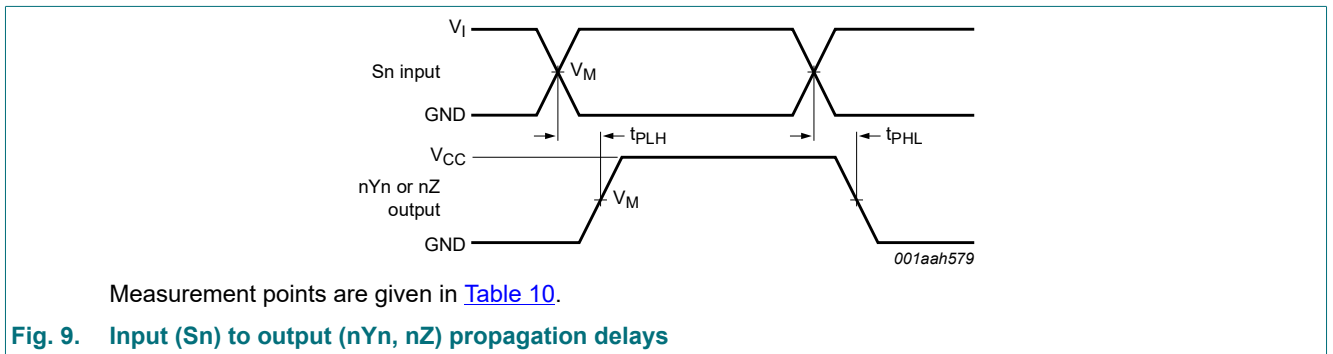 VI
Sn input
VM
GND
tPLH
tPHL
VCC
nYn or nZ
output
VM
GND
001aah579
Measurement points are given in Table 10.
Fig. 9. Input (Sn) to output (nYn, nZ) propagation delays